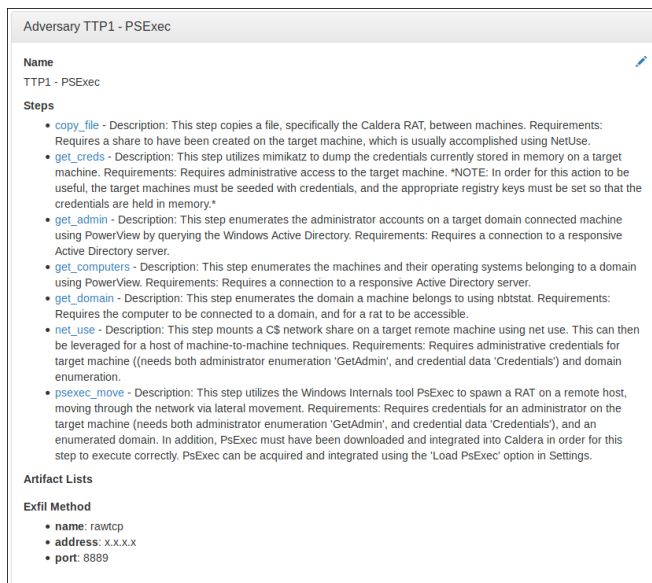 Adversary TTP1 - PSExec
Name
TTP1 - PSExec
Steps
copy_file - Description: This step copies a file, specifically the Caldera RAT, between machines. Requirements:
Requires a share to have been created on the target machine, which is usually accomplished using NetUse.
get_creds - Description: This step utilizes mimikatz to dump the credentials currently stored in memory on a target
machine. Requirements: Requires administrative access to the target machine. *NOTE: In order for this action to be
useful, the target machines must be seeded with credentials, and the appropriate registry keys must be set so that the
credentials are held in memory.*
get_admin - Description: This step enumerates the administrator accounts on a target domain connected machine
using PowerView by querying the Windows Active Directory. Requirements: Requires a connection to a responsive
Active Directory server.
get_computers - Description: This step enumerates the machines and their operating systems belonging to a domain
using PowerView. Requirements: Requires a connection to a responsive Active Directory server.
get_domain - Description: This step enumerates the domain a machine belongs to using nbtstat. Requirements:
Requires the computer to be connected to a domain, and for a rat to be accessible.
net_use - Description: This step mounts a C$ network share on a target remote machine using net use. This can then
be leveraged for a host of machine-to-machine techniques. Requirements: Requires administrative credentials for
target machine ((needs both administrator enumeration 'GetAdmin', and credential data 'Credentials') and domain
enumeration.
psexec_move - Description: This step utilizes the Windows Internals tool PsExec to spawn a RAT on a remote host,
moving through the network via lateral movement. Requirements: Requires credentials for an administrator on the
target machine (needs both administrator enumeration 'GetAdmin', and credential data 'Credentials'), and an
enumerated domain. In addition, PsExec must have been downloaded and integrated into Caldera in order for this
step to execute correctly. PsExec can be acquired and integrated using the 'Load PsExec' option in Settings.
Artifact Lists
Exfil Method
name: rawtcp
address: x.x.x.x
port: 8889